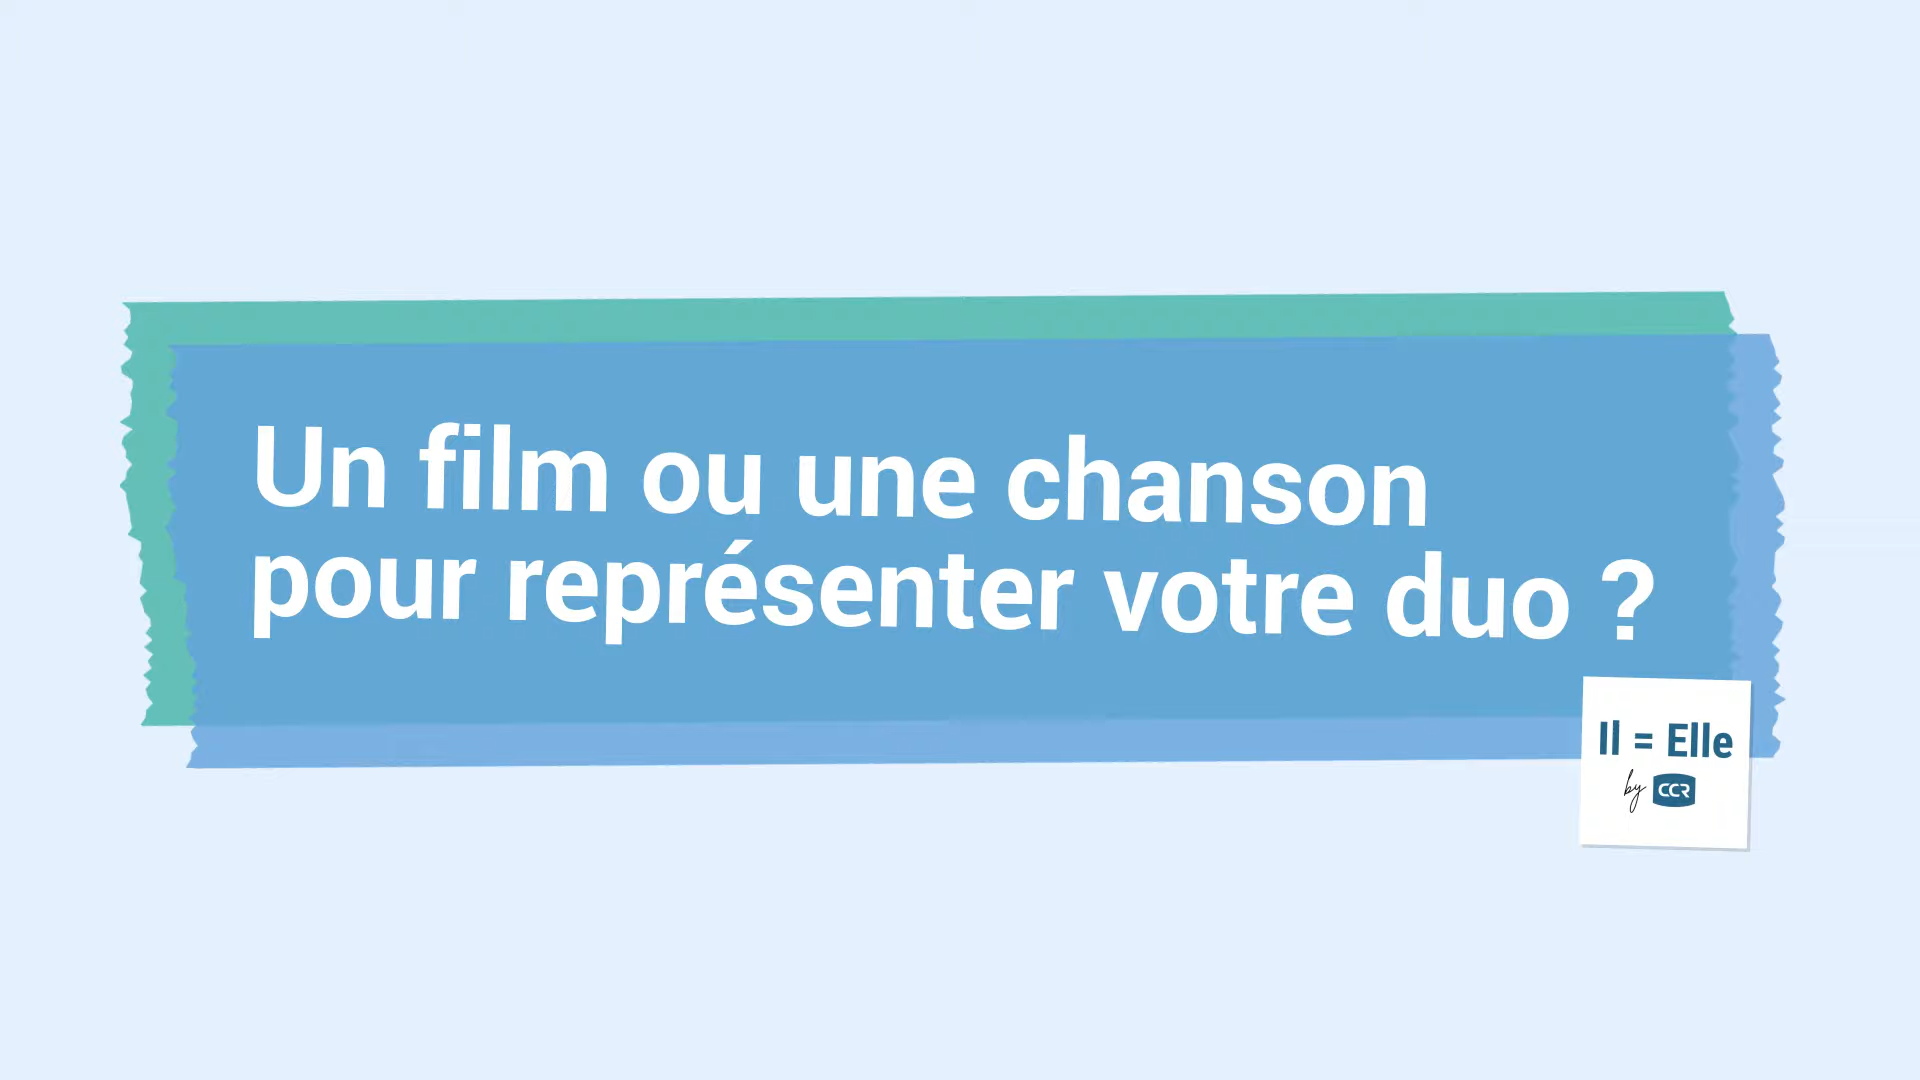 Un film ou une chanson
pour représenter votre duo ?
Il = Elle
by CCR